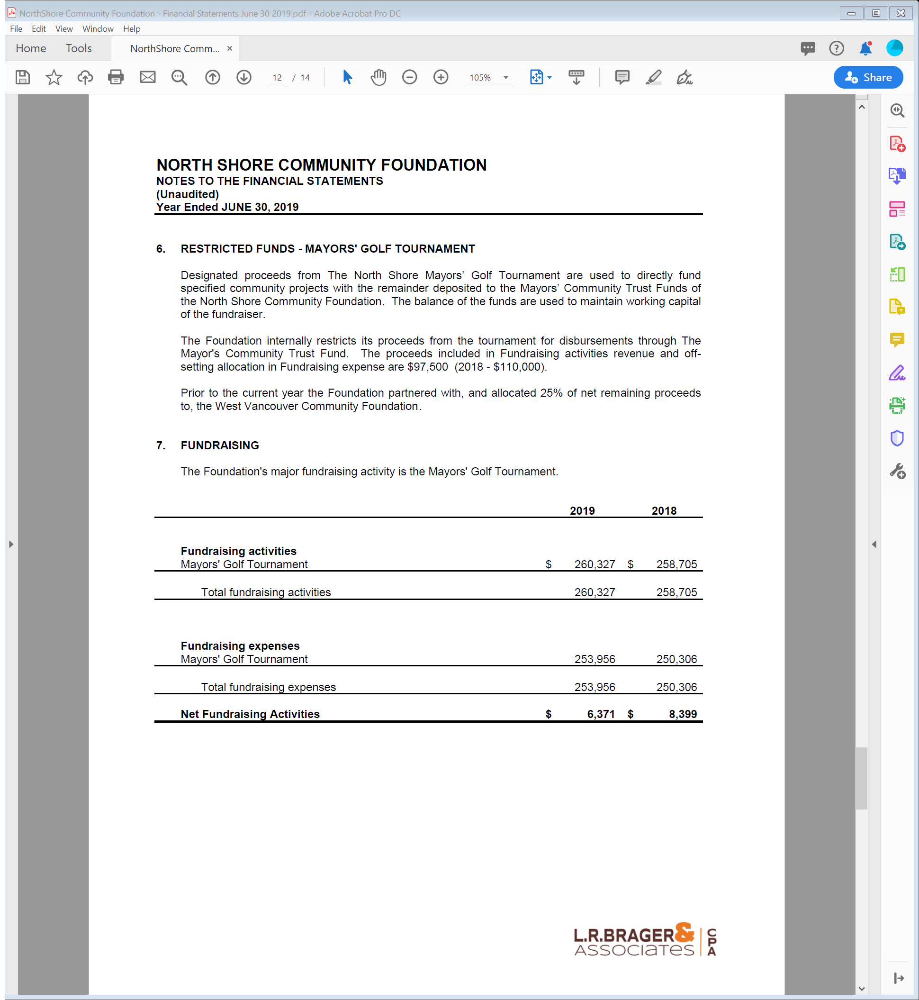 NorthShore Community Foundation - Financial Statements June 30 2019.pdf - Adobe Acrobat Pro DC
File Edit View Window Help
Home Tools NorthShore Comm... ×
12 / 14 105% Share
NORTH SHORE COMMUNITY FOUNDATION
NOTES TO THE FINANCIAL STATEMENTS
(Unaudited)
Year Ended JUNE 30, 2019
6. RESTRICTED FUNDS - MAYORS' GOLF TOURNAMENT
Designated proceeds from The North Shore Mayors’ Golf Tournament are used to directly fund
specified community projects with the remainder deposited to the Mayors’ Community Trust Funds of
the North Shore Community Foundation. The balance of the funds are used to maintain working capital
of the fundraiser.
The Foundation internally restricts its proceeds from the tournament for disbursements through The
Mayor's Community Trust Fund. The proceeds included in Fundraising activities revenue and off-
setting allocation in Fundraising expense are $97,500 (2018 - $110,000).
Prior to the current year the Foundation partnered with, and allocated 25% of net remaining proceeds
to, the West Vancouver Community Foundation.
7. FUNDRAISING
The Foundation's major fundraising activity is the Mayors' Golf Tournament.
2019 2018
Fundraising activities
Mayors' Golf Tournament $ 260,327 $ 258,705
Total fundraising activities 260,327 258,705
Fundraising expenses
Mayors' Golf Tournament 253,956 250,306
Total fundraising expenses 253,956 250,306
Net Fundraising Activities $ 6,371 $ 8,399
L.R.BRAGER& CPA
ASSOCIATES